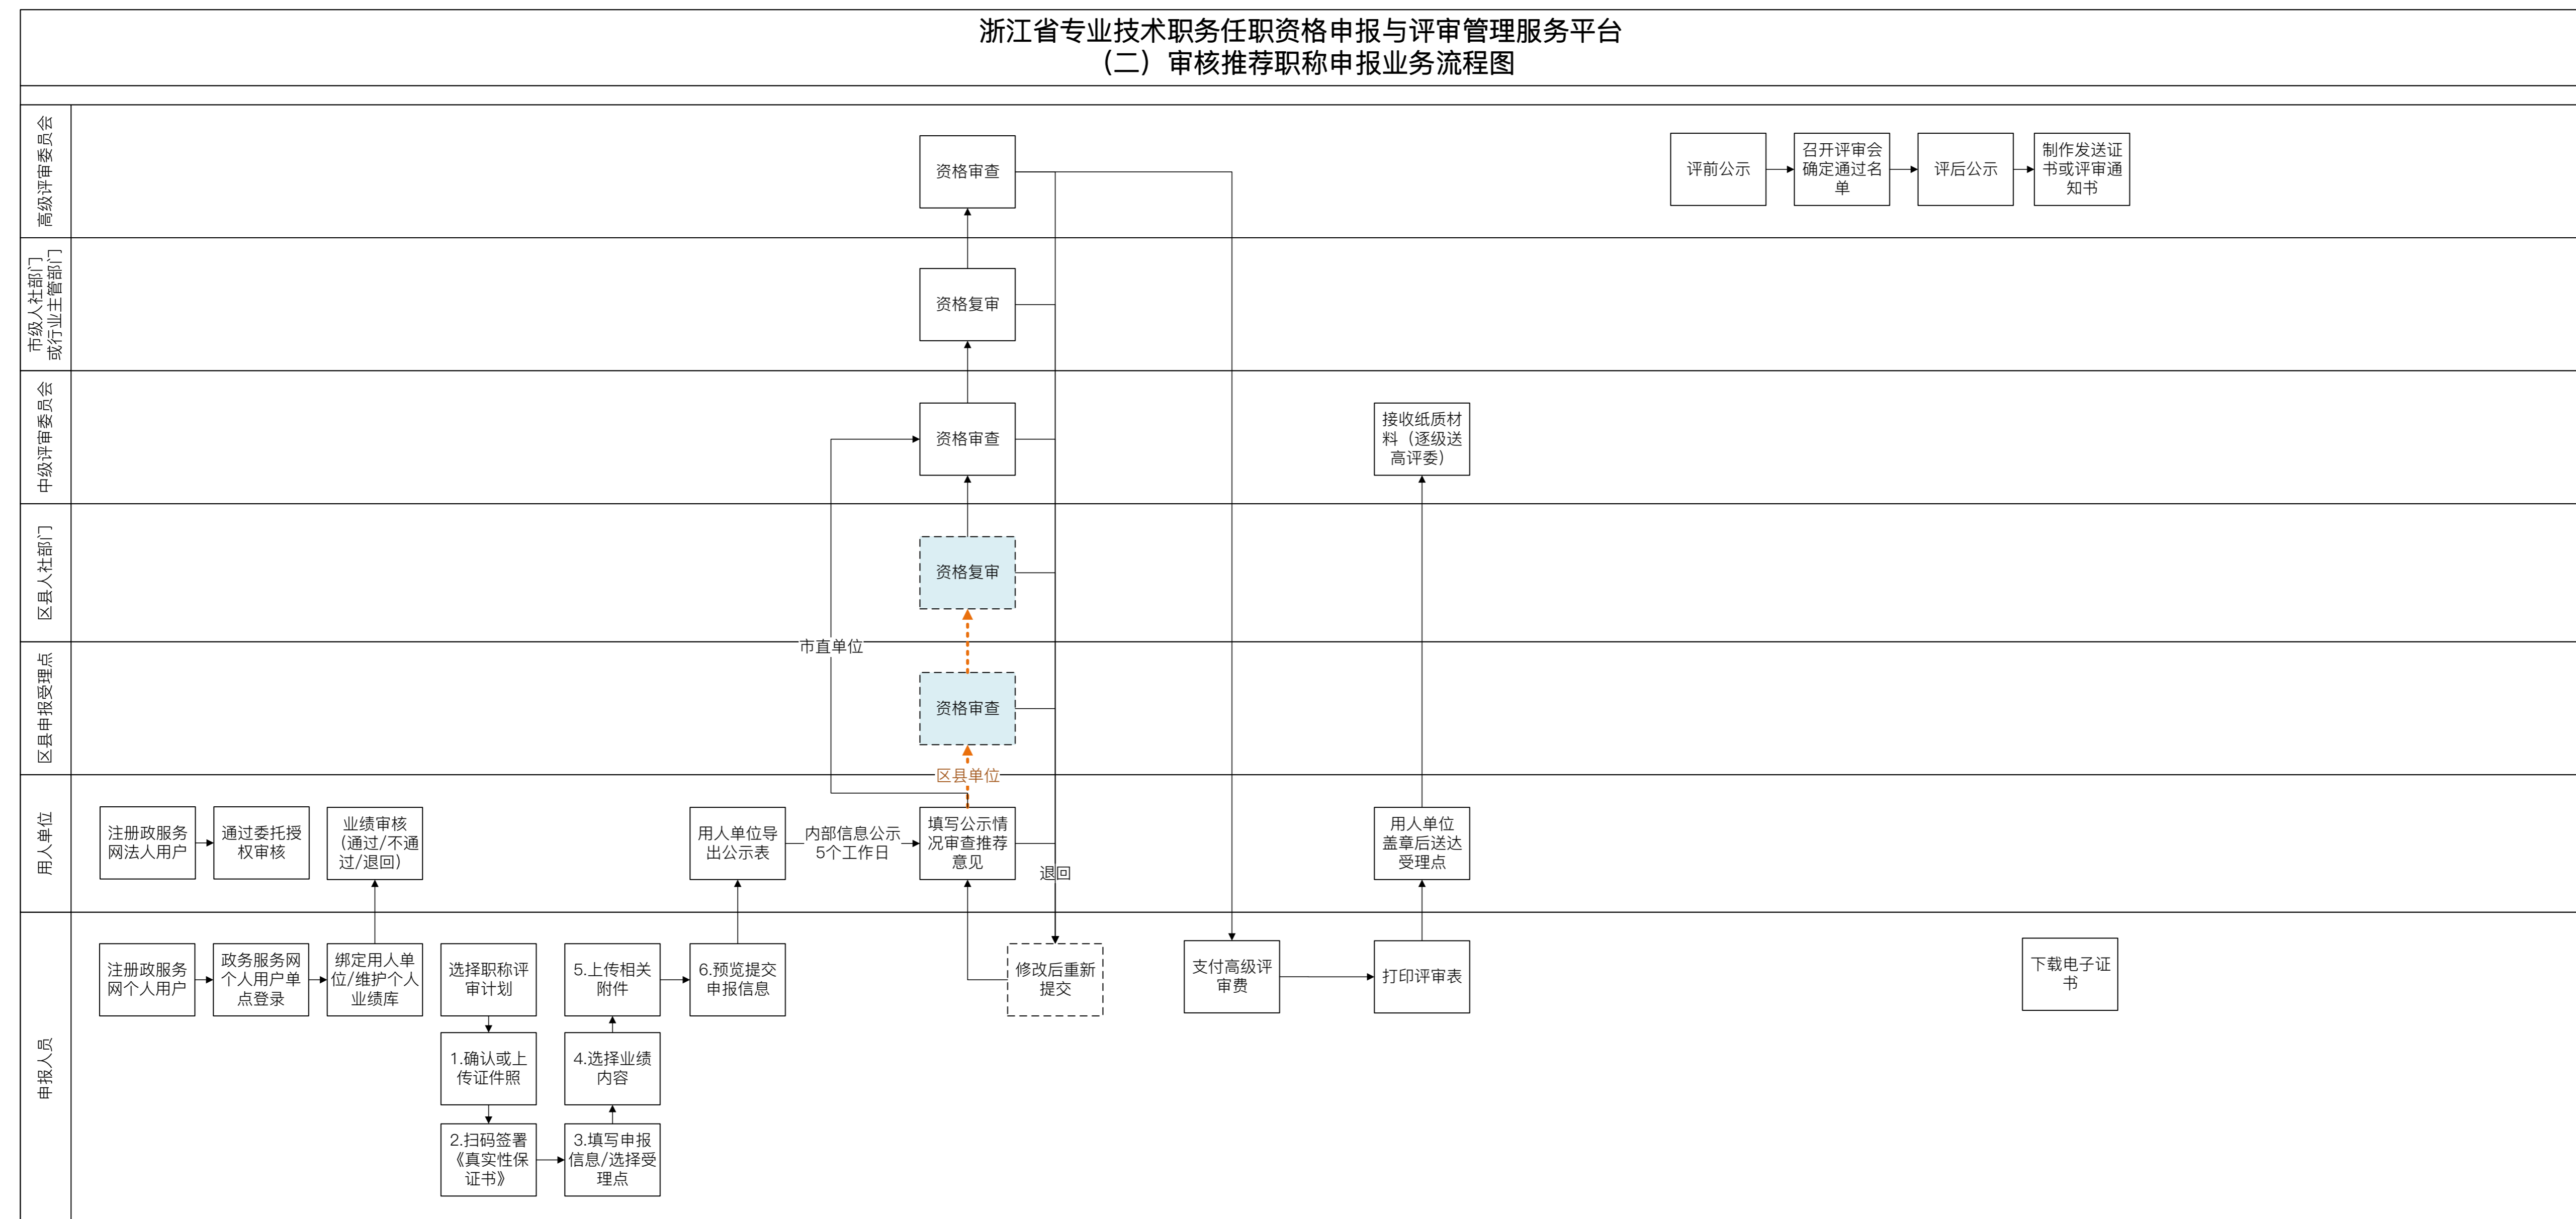 浙江省专业技术职务任职资格申报与评审管理服务平台
（二）审核推荐职称申报业务流程图
高级评审委员会
资格审查
评前公示
召开评审会
确定通过名
单
评后公示
制作发送证
书或评审通
知书
市级人社部门
或行业主管部门
资格复审
中级评审委员会
资格审查
接收纸质材
料（逐级送
高评委）
区县人社部门
资格复审
市直单位
区县申报受理点
资格审查
区县单位
用人单位
注册政服务
网法人用户
通过委托授
权审核
业绩审核
（通过/不通
过/退回）
用人单位导
出公示表
内部信息公示
5个工作日
填写公示情
况审查推荐
意见
退回
用人单位
盖章后送达
受理点
申报人员
注册政服务
网个人用户
政务服务网
个人用户单
点登录
绑定用人单
位/维护个人
业绩库
选择职称评
审计划
1.确认或上
传证件照
2.扫码签署
《真实性保
证书》
3.填写申报
信息/选择受
理点
4.选择业绩
内容
5.上传相关
附件
6.预览提交
申报信息
修改后重新
提交
支付高级评
审费
打印评审表
下载电子证
书